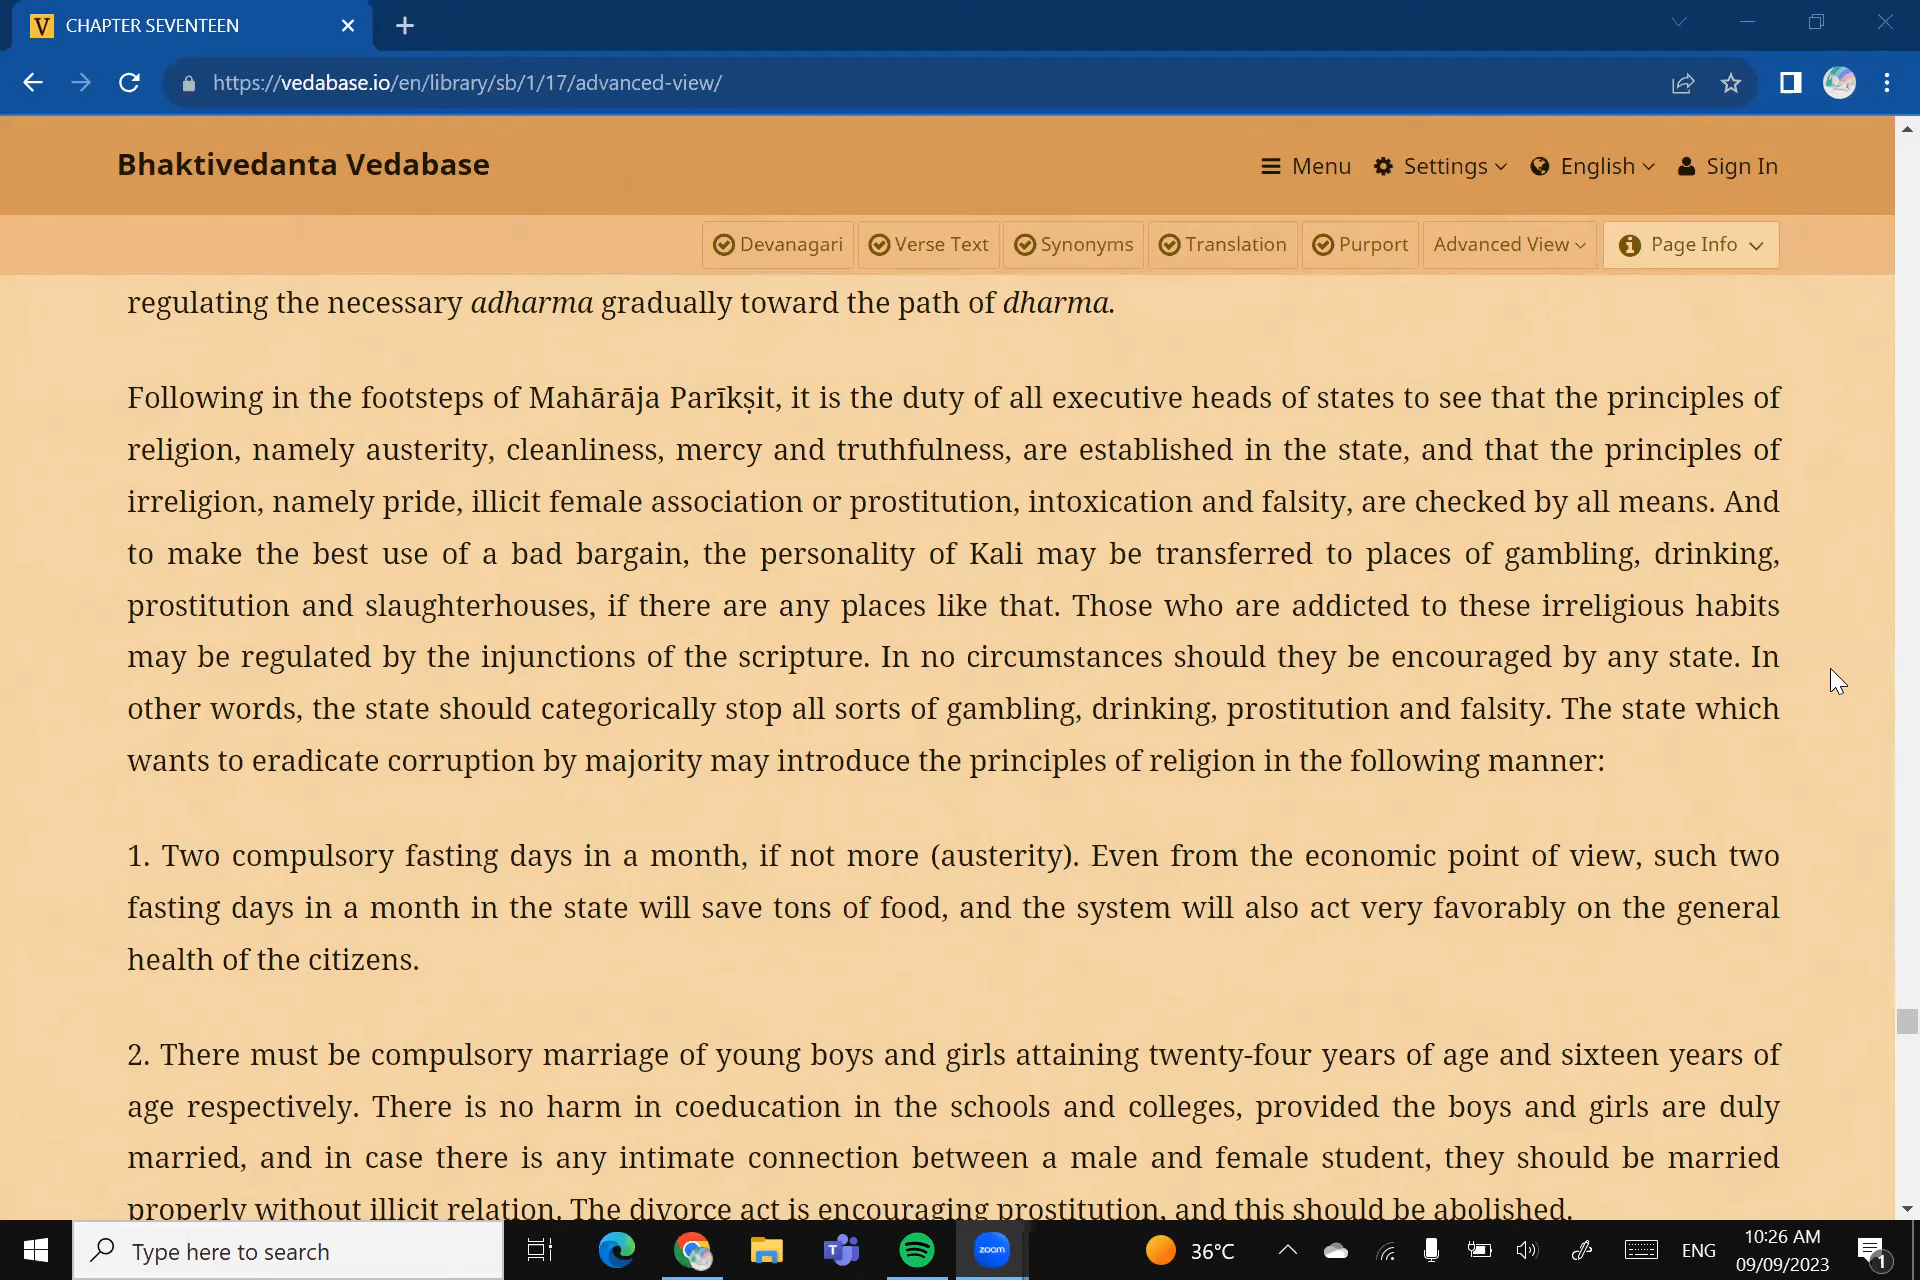 V CHAPTER SEVENTEEN
https://vedabase.io/en/library/sb/1/17/advanced-view/
Bhaktivedanta Vedabase
Menu Settings English Sign In
Devanagari Verse Text Synonyms Translation Purport Advanced View Page Info
regulating the necessary adharma gradually toward the path of dharma.
Following in the footsteps of Mahārāja Parīkṣit, it is the duty of all executive heads of states to see that the principles of
religion, namely austerity, cleanliness, mercy and truthfulness, are established in the state, and that the principles of
irreligion, namely pride, illicit female association or prostitution, intoxication and falsity, are checked by all means. And
to make the best use of a bad bargain, the personality of Kali may be transferred to places of gambling, drinking,
prostitution and slaughterhouses, if there are any places like that. Those who are addicted to these irreligious habits
may be regulated by the injunctions of the scripture. In no circumstances should they be encouraged by any state. In
other words, the state should categorically stop all sorts of gambling, drinking, prostitution and falsity. The state which
wants to eradicate corruption by majority may introduce the principles of religion in the following manner:
1. Two compulsory fasting days in a month, if not more (austerity). Even from the economic point of view, such two
fasting days in a month in the state will save tons of food, and the system will also act very favorably on the general
health of the citizens.
2. There must be compulsory marriage of young boys and girls attaining twenty-four years of age and sixteen years of
age respectively. There is no harm in coeducation in the schools and colleges, provided the boys and girls are duly
married, and in case there is any intimate connection between a male and female student, they should be married
properly without illicit relation. The divorce act is encouraging prostitution, and this should be abolished.
Type here to search
zoom
36°C
ENG
10:26 AM
09/09/2023
1